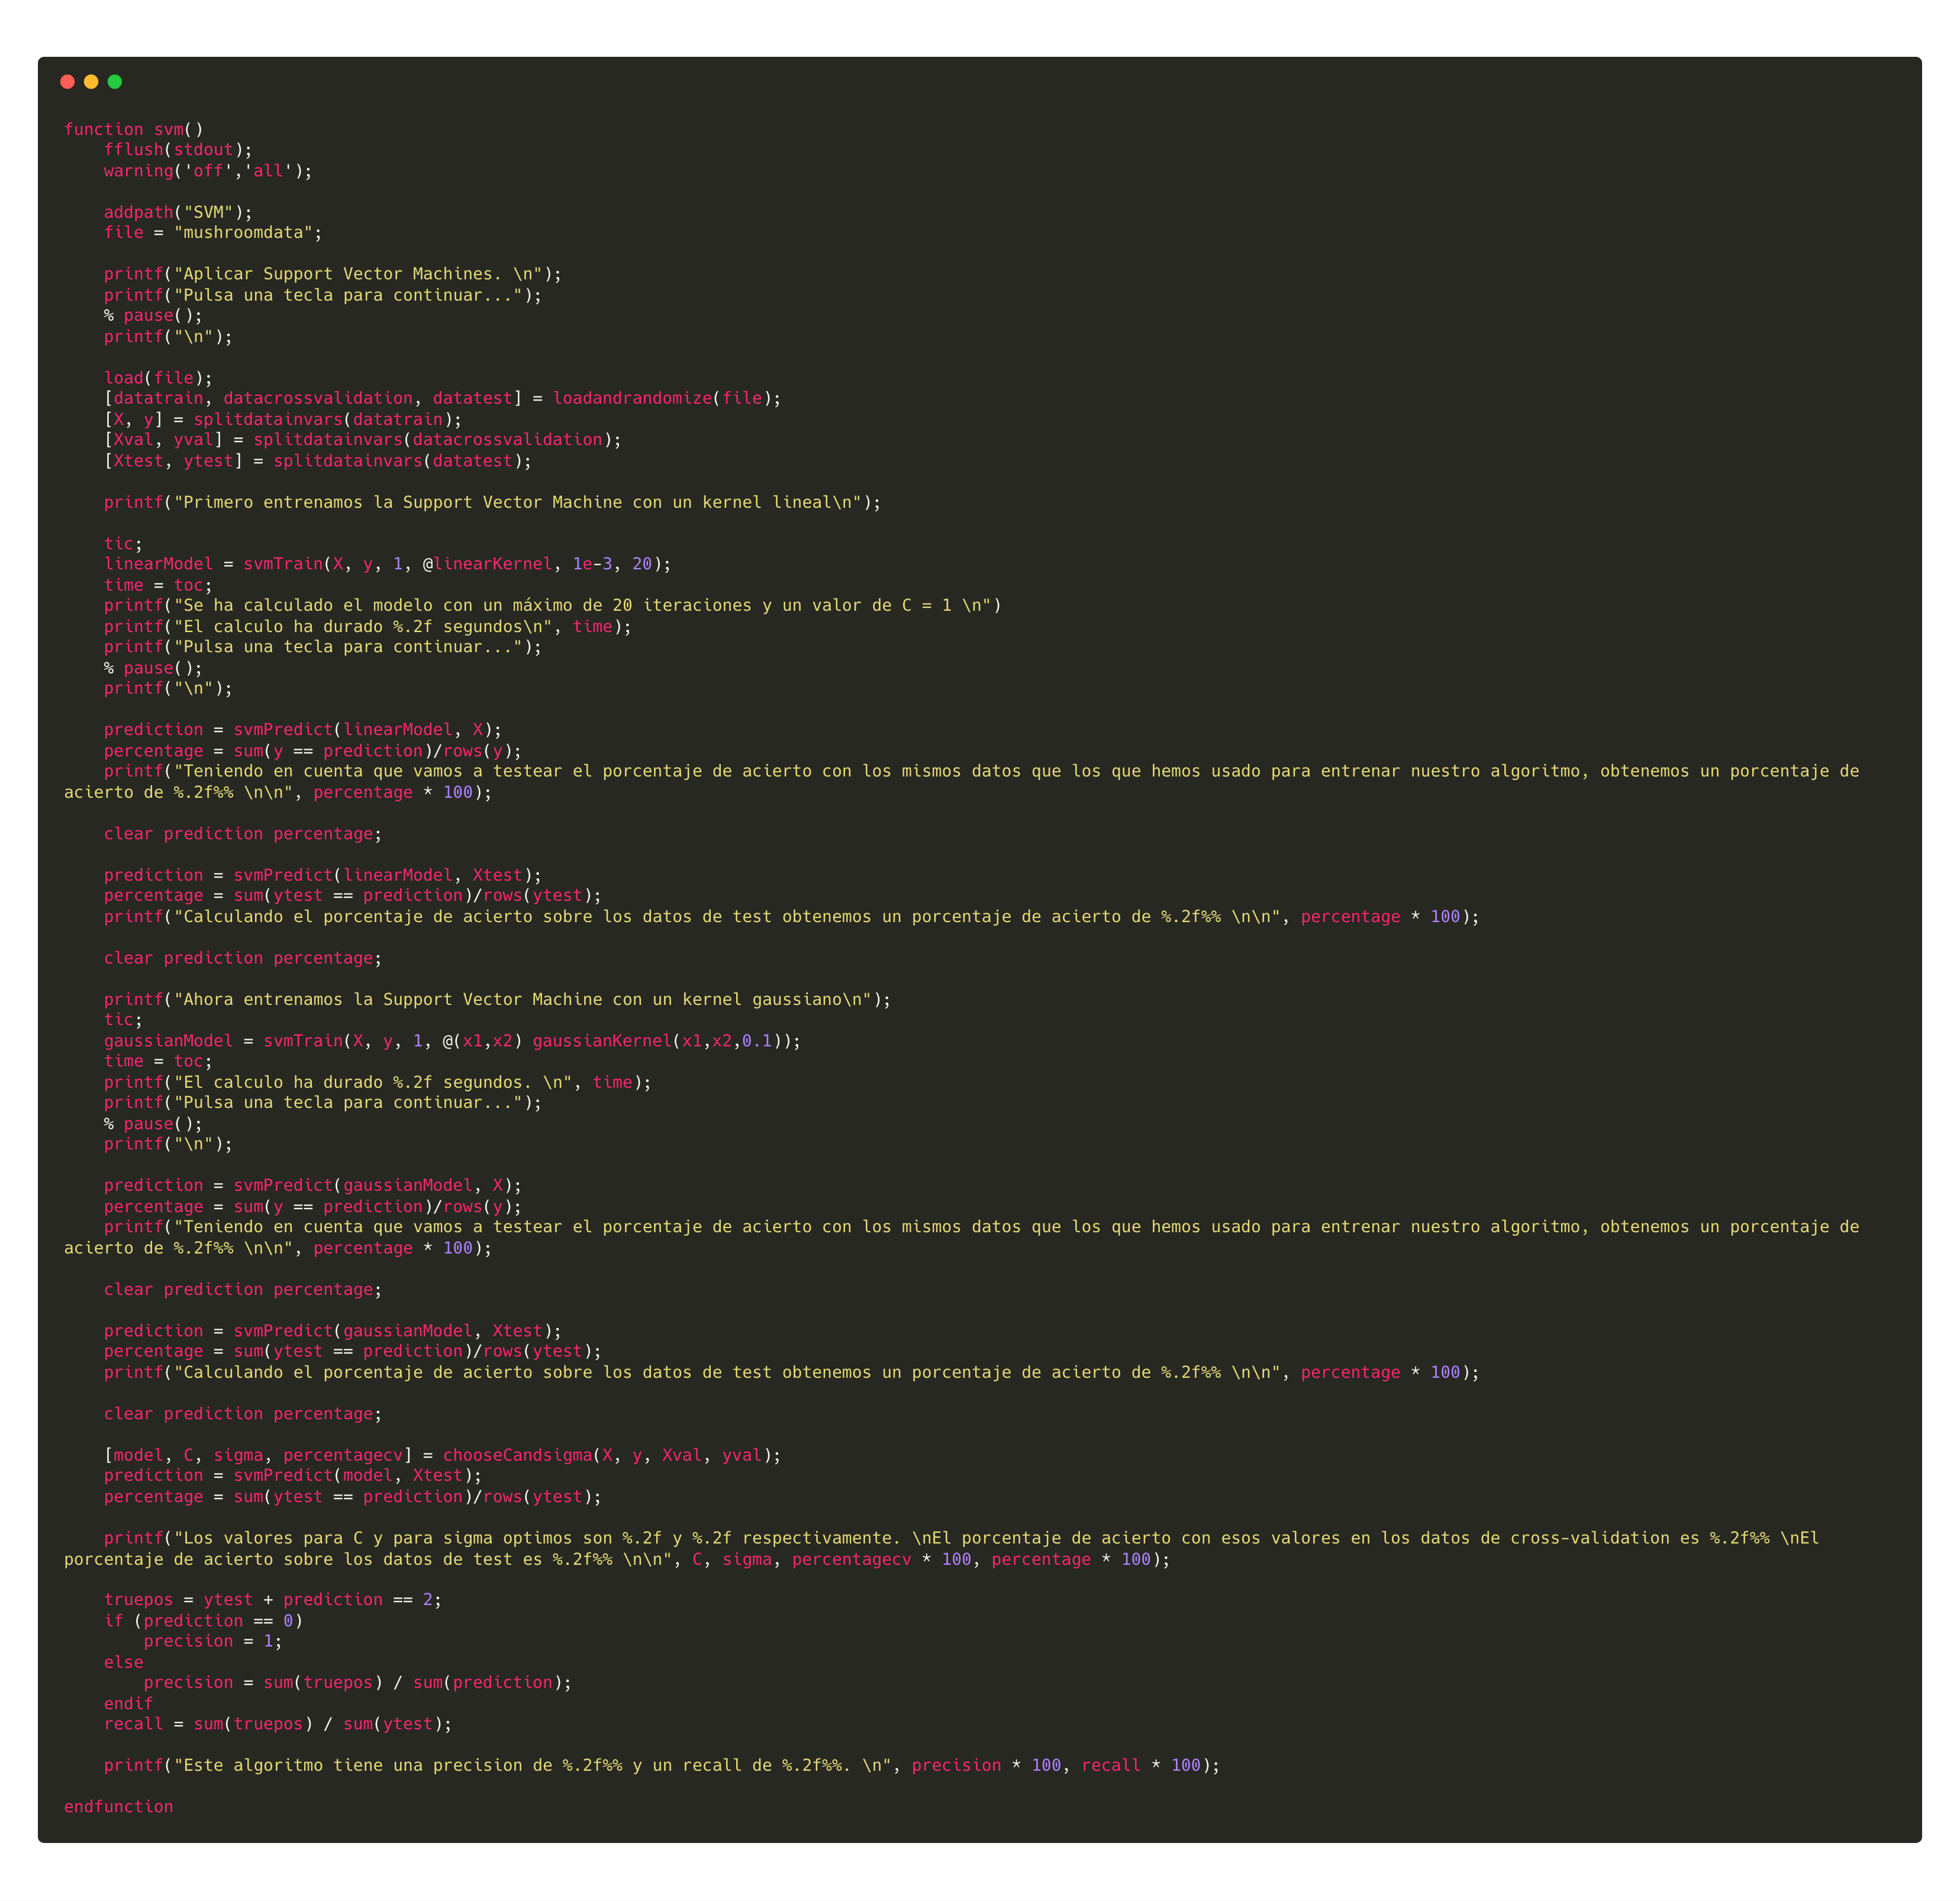 function svm()
    fflush(stdout);
    warning('off','all');

    addpath("SVM");
    file = "mushroomdata";

    printf("Aplicar Support Vector Machines. \n");
    printf("Pulsa una tecla para continuar...");
    % pause();
    printf("\n");

    load(file);
    [datatrain, datacrossvalidation, datatest] = loadandrandomize(file);
    [X, y] = splitdatainvars(datatrain);
    [Xval, yval] = splitdatainvars(datacrossvalidation);
    [Xtest, ytest] = splitdatainvars(datatest);

    printf("Primero entrenamos la Support Vector Machine con un kernel lineal\n");

    tic;
    linearModel = svmTrain(X, y, 1, @linearKernel, 1e-3, 20);
    time = toc;
    printf("Se ha calculado el modelo con un máximo de 20 iteraciones y un valor de C = 1 \n")
    printf("El calculo ha durado %.2f segundos\n", time);
    printf("Pulsa una tecla para continuar...");
    % pause();
    printf("\n");

    prediction = svmPredict(linearModel, X);
    percentage = sum(y == prediction)/rows(y);
    printf("Teniendo en cuenta que vamos a testear el porcentaje de acierto con los mismos datos que los que hemos usado para entrenar nuestro algoritmo, obtenemos un porcentaje de
acierto de %.2f%% \n\n", percentage * 100);

    clear prediction percentage;

    prediction = svmPredict(linearModel, Xtest);
    percentage = sum(ytest == prediction)/rows(ytest);
    printf("Calculando el porcentaje de acierto sobre los datos de test obtenemos un porcentaje de acierto de %.2f%% \n\n", percentage * 100);

    clear prediction percentage;

    printf("Ahora entrenamos la Support Vector Machine con un kernel gaussiano\n");
    tic;
    gaussianModel = svmTrain(X, y, 1, @(x1,x2) gaussianKernel(x1,x2,0.1));
    time = toc;
    printf("El calculo ha durado %.2f segundos. \n", time);
    printf("Pulsa una tecla para continuar...");
    % pause();
    printf("\n");

    prediction = svmPredict(gaussianModel, X);
    percentage = sum(y == prediction)/rows(y);
    printf("Teniendo en cuenta que vamos a testear el porcentaje de acierto con los mismos datos que los que hemos usado para entrenar nuestro algoritmo, obtenemos un porcentaje de
acierto de %.2f%% \n\n", percentage * 100);

    clear prediction percentage;

    prediction = svmPredict(gaussianModel, Xtest);
    percentage = sum(ytest == prediction)/rows(ytest);
    printf("Calculando el porcentaje de acierto sobre los datos de test obtenemos un porcentaje de acierto de %.2f%% \n\n", percentage * 100);

    clear prediction percentage;

    [model, C, sigma, percentagecv] = chooseCandsigma(X, y, Xval, yval);
    prediction = svmPredict(model, Xtest);
    percentage = sum(ytest == prediction)/rows(ytest);

    printf("Los valores para C y para sigma optimos son %.2f y %.2f respectivamente. \nEl porcentaje de acierto con esos valores en los datos de cross-validation es %.2f%% \nEl
porcentaje de acierto sobre los datos de test es %.2f%% \n\n", C, sigma, percentagecv * 100, percentage * 100);

    truepos = ytest + prediction == 2;
    if (prediction == 0)
        precision = 1;
    else
        precision = sum(truepos) / sum(prediction);
    endif
    recall = sum(truepos) / sum(ytest);

    printf("Este algoritmo tiene una precision de %.2f%% y un recall de %.2f%%. \n", precision * 100, recall * 100);

endfunction